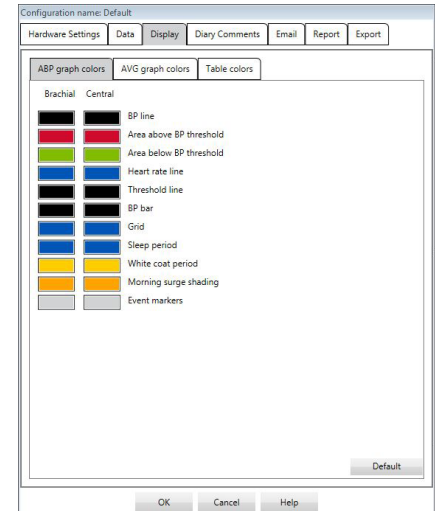 Configuration name: Default
Hardware Settings Data Display Diary Comments Email Report Export
ABP graph colors AVG graph colors Table colors
Brachial Central
BP line
Area above BP threshold
Area below BP threshold
Heart rate line
Threshold line
BP bar
Grid
Sleep period
White coat period
Morning surge shading
Event markers
Default
OK Cancel Help